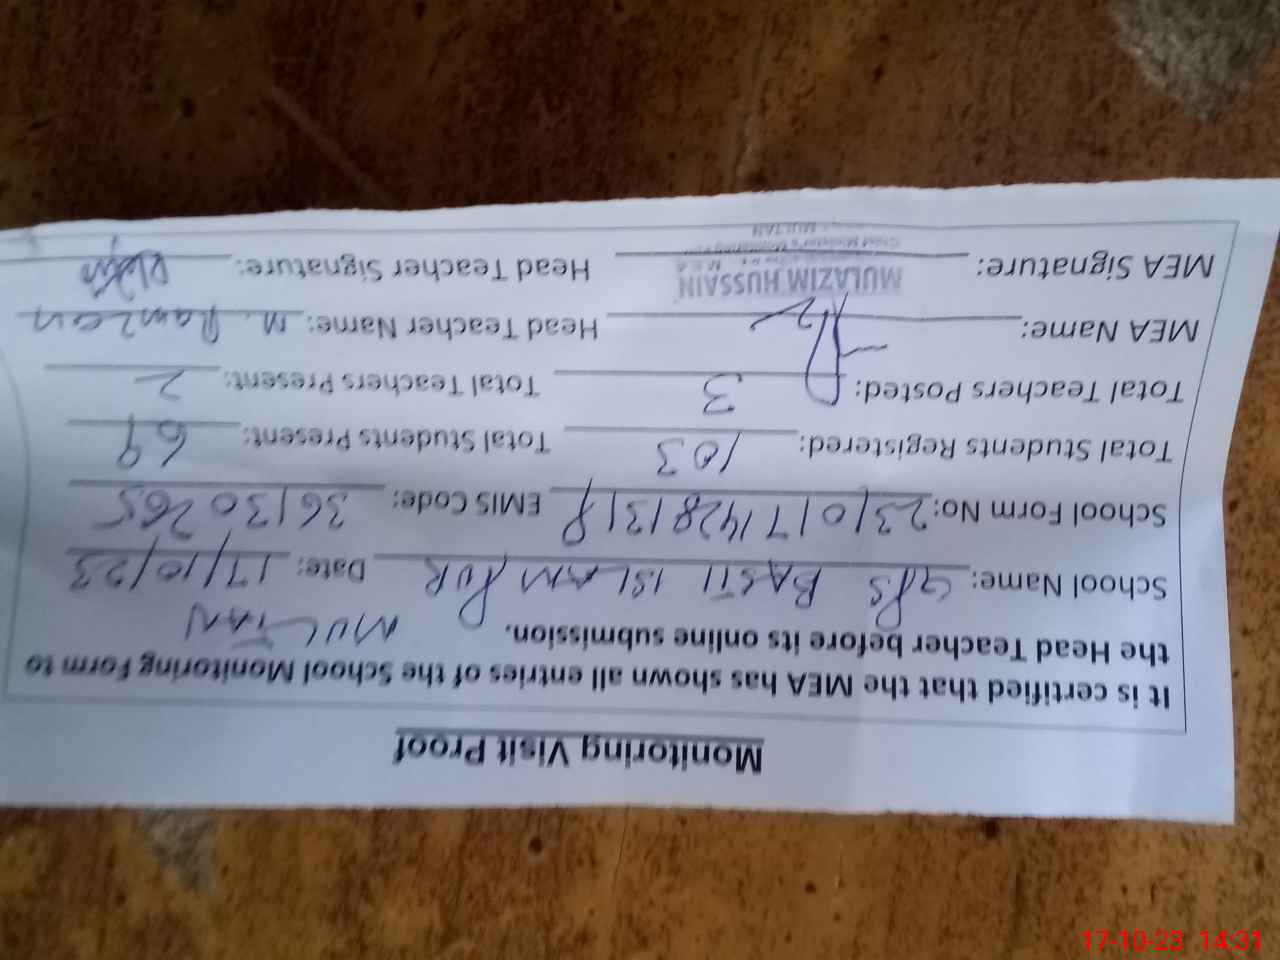 Monitoring Visit Proof
It is certified that the MEA has shown all entries of the School Monitoring Form to
the Head Teacher before its online submission. MULTAN
School Name: GPS BASTI ISLAM PUR Date: 17/10/23
School Form No: EMIS Code: 36130265
Total Students Registered: 103 Total Students Present: 69
Total Teachers Posted: 3 Total Teachers Present: 2
MEA Name: Head Teacher Name: M. Ramzan
MULAZIM HUSSAIN
MEA Signature: Head Teacher Signature:
MULTAN
17-10-23 14:31